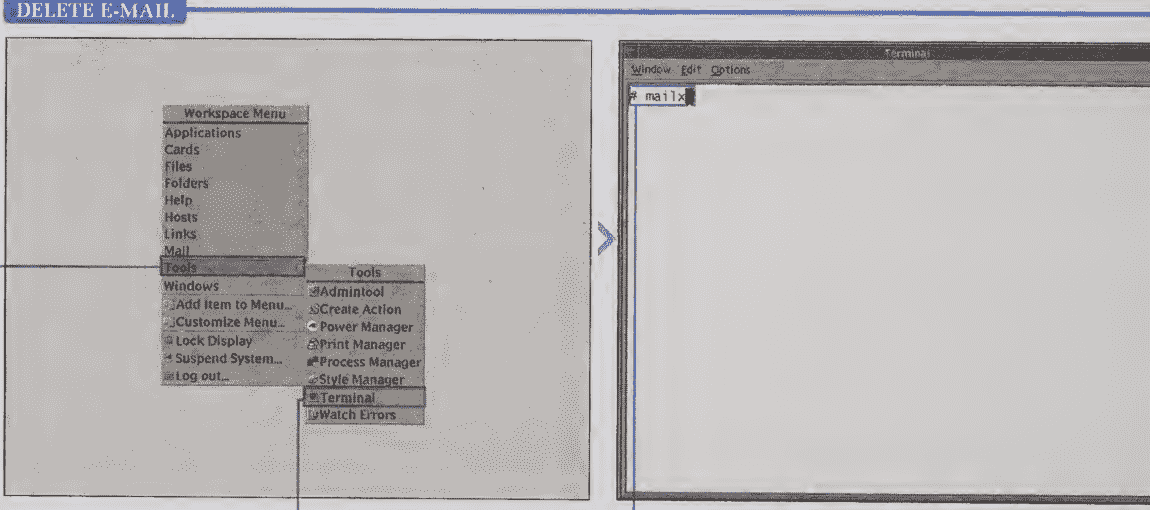 DELETE E-MAIL
Workspace Menu
Applications
Cards
Files
Folders
Help
Hosts
Links
Mail
Tools
Windows
Add Item to Menu...
Customize Menu...
Lock Display
Suspend System...
Log out...
Tools
Admintool
Create Action
Power Manager
Print Manager
Process Manager
Style Manager
Terminal
Watch Errors
Terminal
Window Edit Options
# mailx